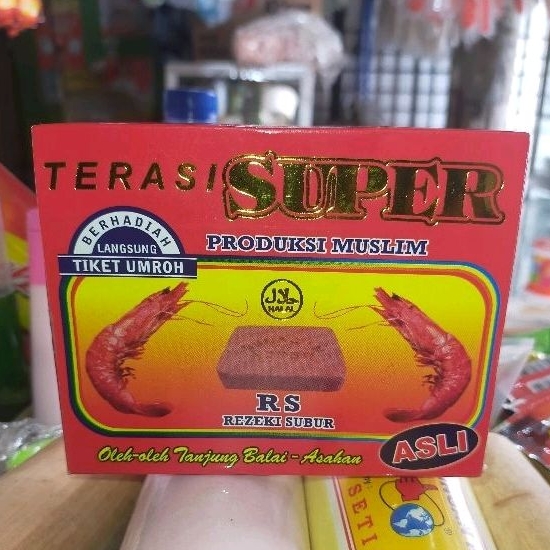 TERASI SUPER
BERHADIAH
LANGSUNG
TIKET UMROH
PRODUKSI MUSLIM
حلال
HALAL
RS
REZEKI SUBUR
Oleh-oleh Tanjung Balai - Asahan
ASLI
SETI